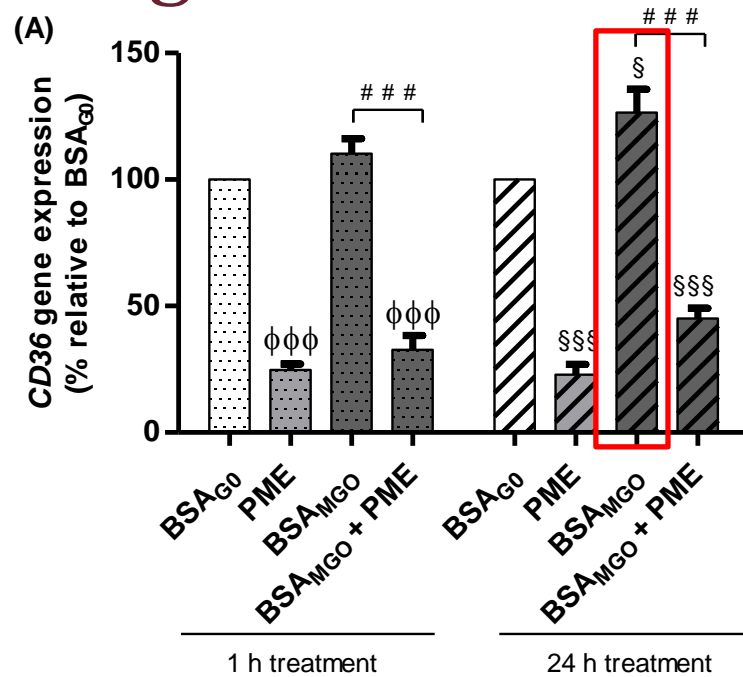 (A)
CD36 gene expression
(% relative to BSAG0)
150
100
50
0
# # #
# # #
ϕϕϕ
ϕϕϕ
§§§
§
§§§
BSAG0
PME
BSAMGO
BSAMGO + PME
BSAG0
PME
BSAMGO
BSAMGO + PME
1 h treatment
24 h treatment